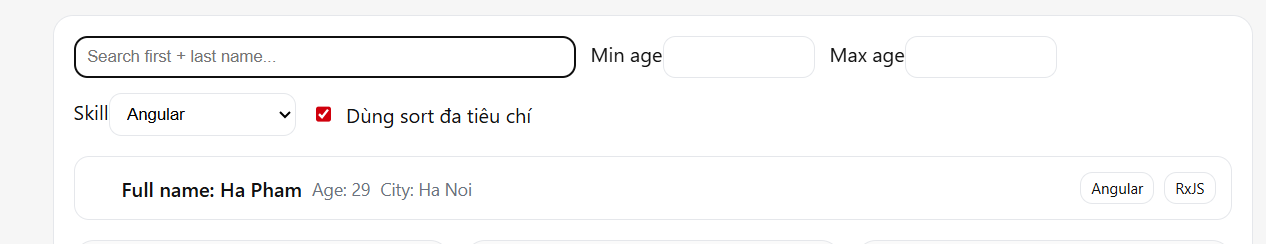 Search first + last name... Min age Max age
Skill Angular Dùng sort đa tiêu chí
Full name: Ha Pham Age: 29 City: Ha Noi Angular RxJS